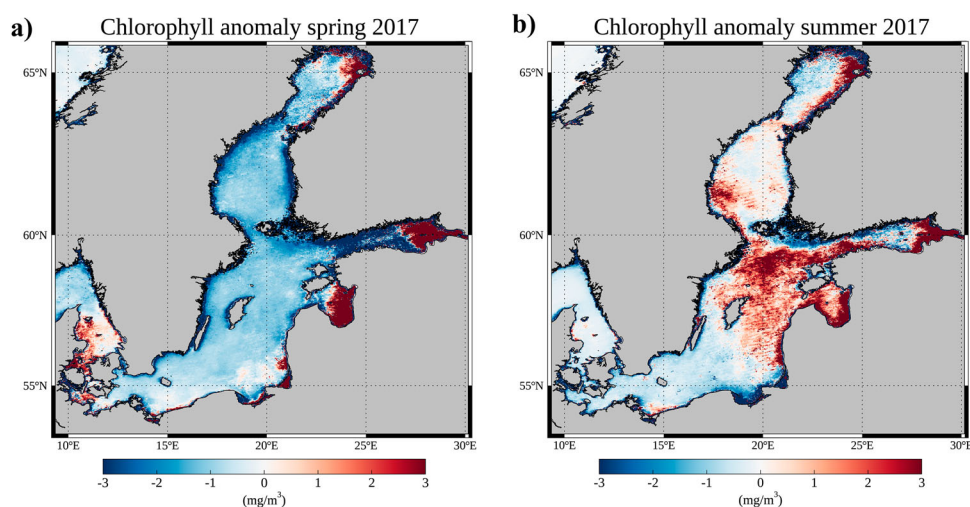 a)
Chlorophyll anomaly spring 2017
65°N
60°N
55°N
10°E 15°E 20°E 25°E 30°E
-3 -2 -1 0 1 2 3
(mg/m³)
b)
Chlorophyll anomaly summer 2017
65°N
60°N
55°N
10°E 15°E 20°E 25°E 30°E
-3 -2 -1 0 1 2 3
(mg/m³)